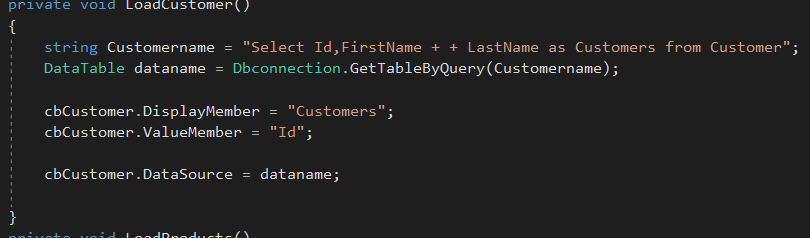 private void LoadCustomer()
{
string Customername = "Select Id,FirstName + + LastName as Customers from Customer";
DataTable dataname = Dbconnection.GetTableByQuery(Customername);
cbCustomer.DisplayMember = "Customers";
cbCustomer.ValueMember = "Id";
cbCustomer.DataSource = dataname;
}
private void LoadProducts()